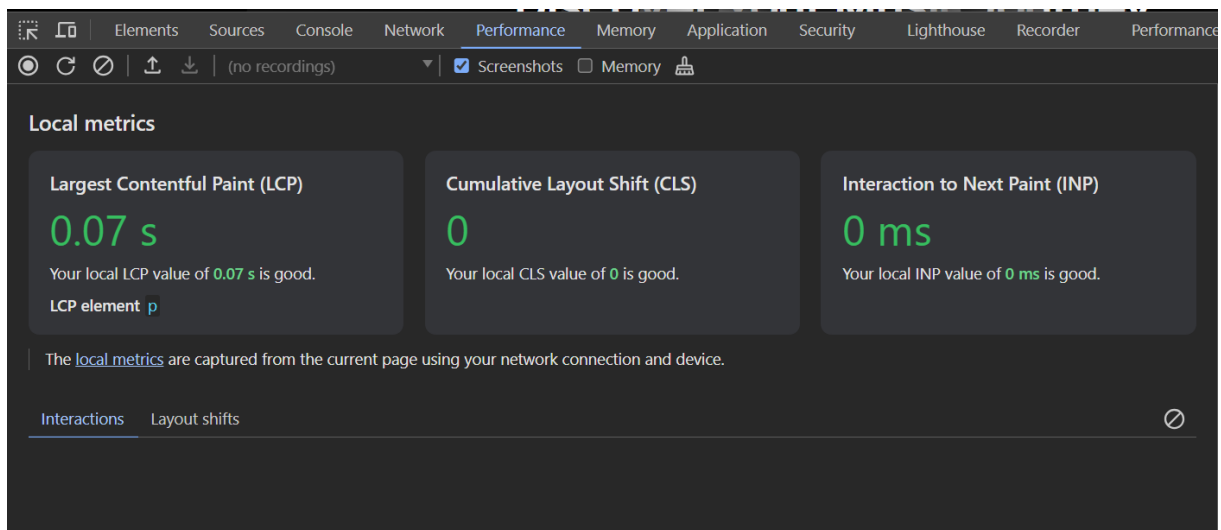 Elements Sources Console Network Performance Memory Application Security Lighthouse Recorder Performance
(no recordings) Screenshots Memory
Local metrics
Largest Contentful Paint (LCP)
0.07 s
Your local LCP value of 0.07 s is good.
LCP element p
Cumulative Layout Shift (CLS)
0
Your local CLS value of 0 is good.
Interaction to Next Paint (INP)
0 ms
Your local INP value of 0 ms is good.
The local metrics are captured from the current page using your network connection and device.
Interactions Layout shifts